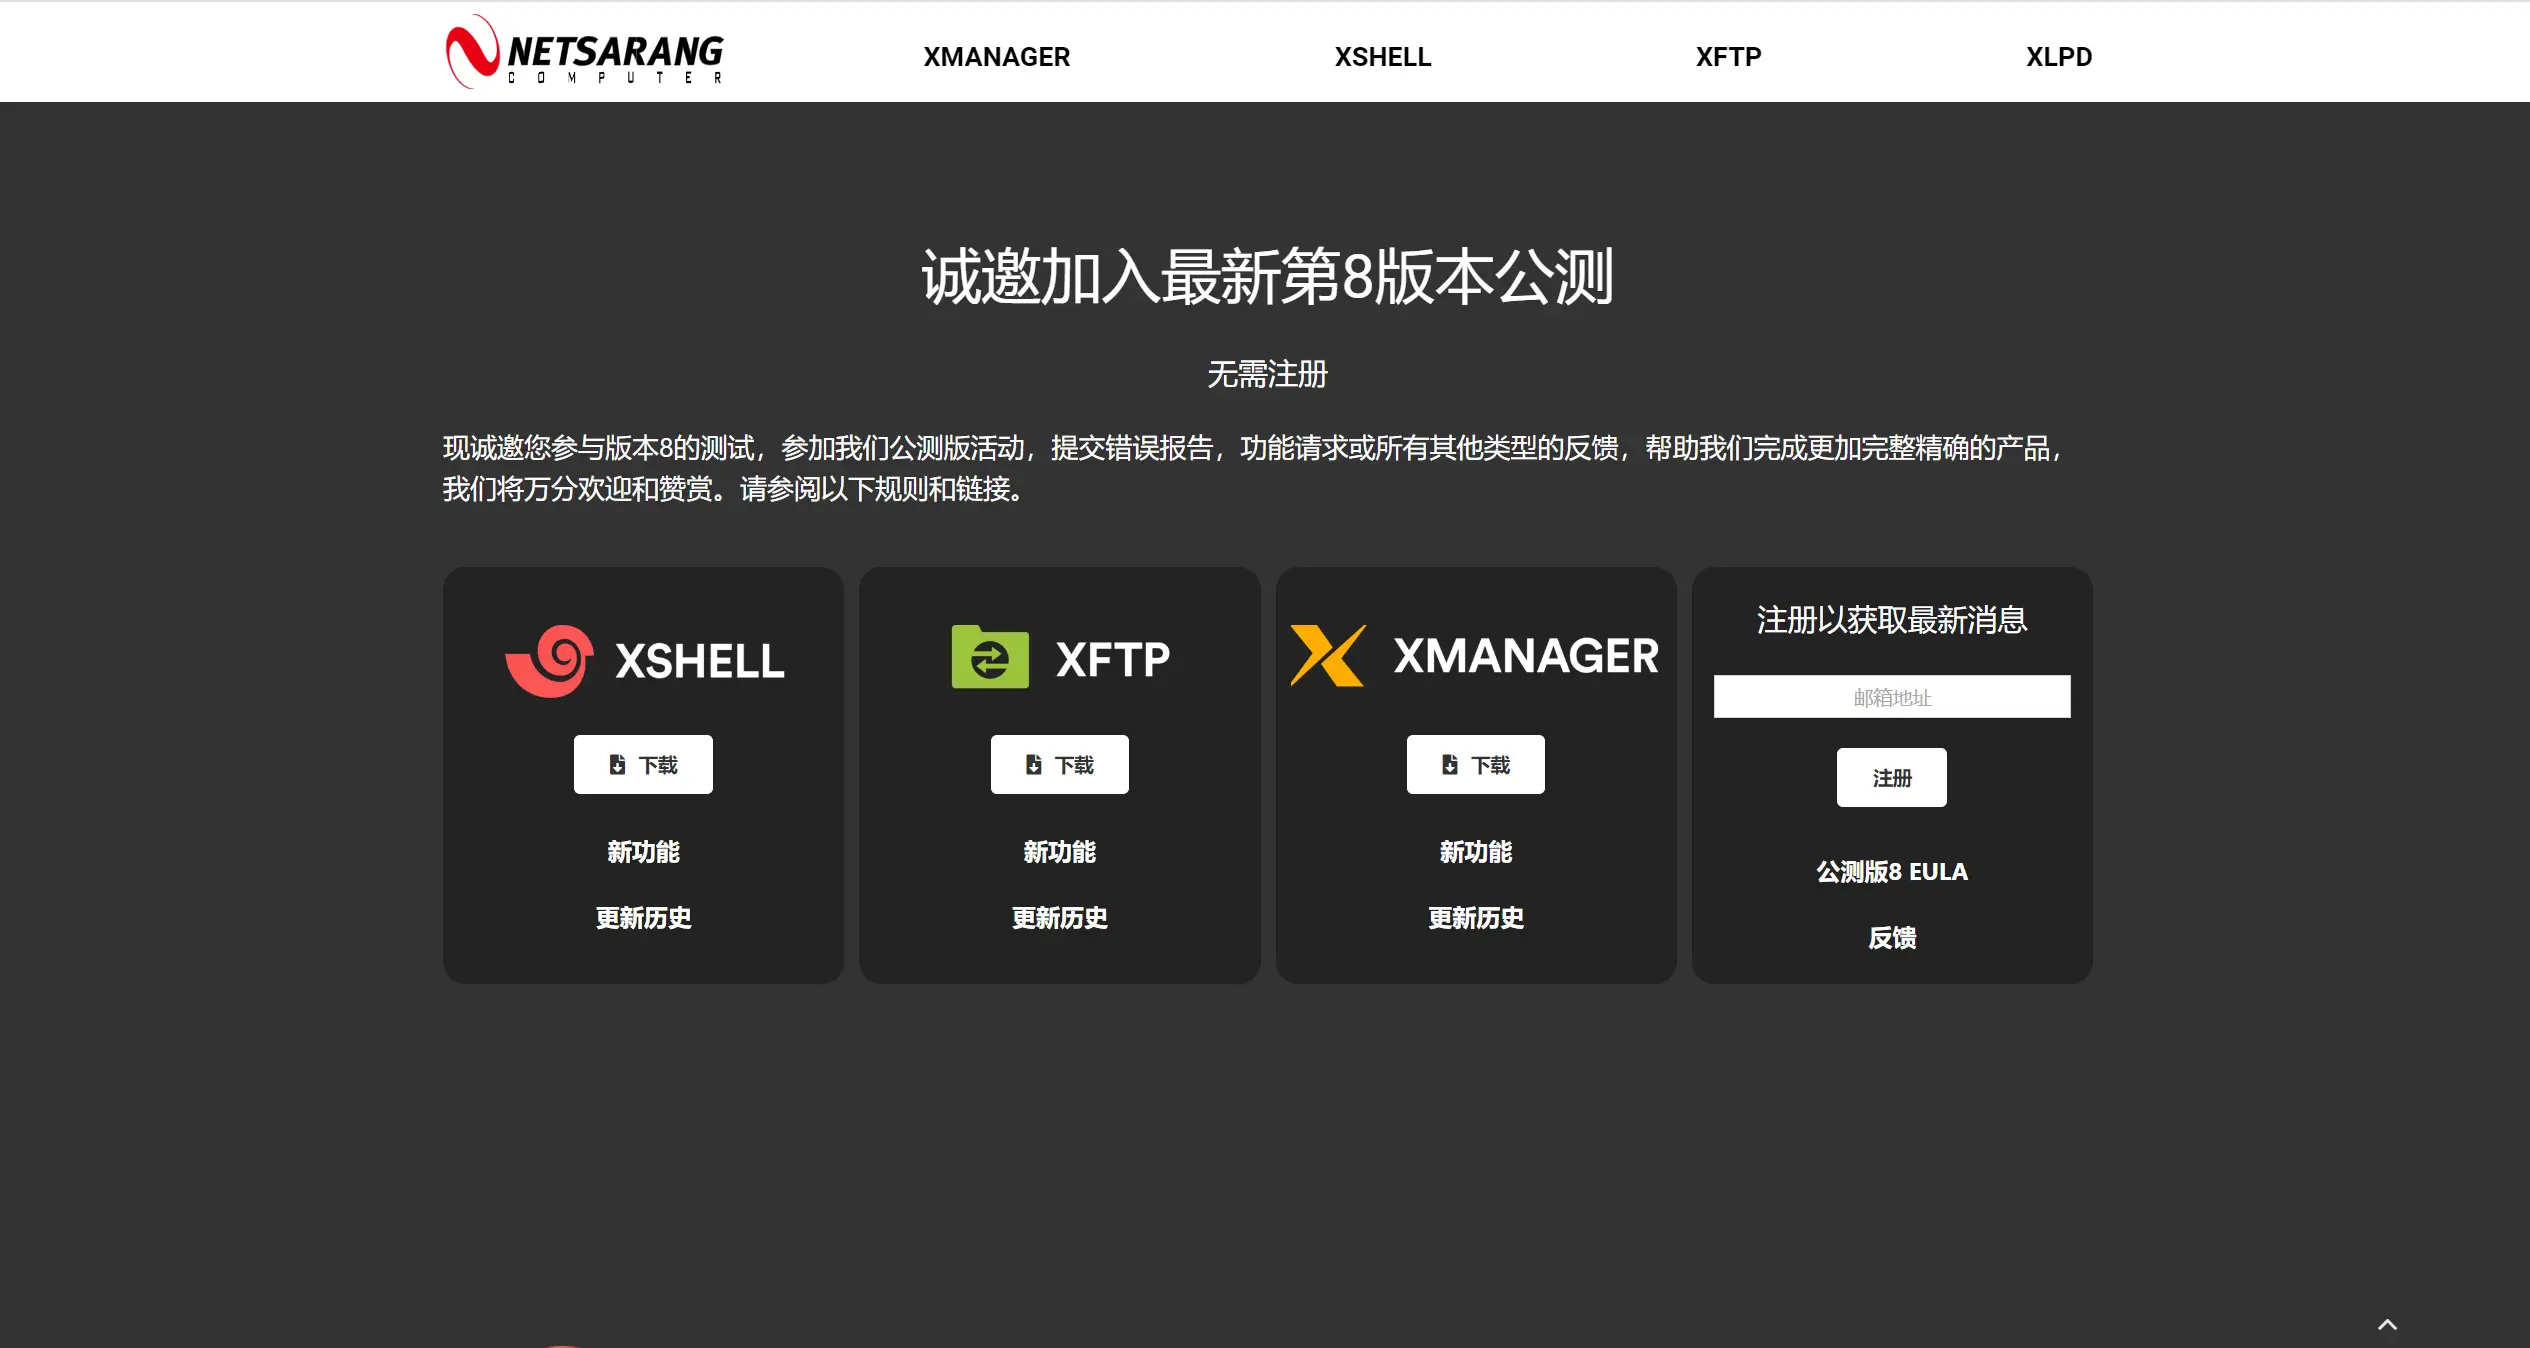 NETSARANG
COMPUTER
XMANAGER
XSHELL
XFTP
XLPD
诚邀加入最新第8版本公测
无需注册
现诚邀您参与版本8的测试，参加我们公测版活动，提交错误报告，功能请求或所有其他类型的反馈，帮助我们完成更加完整精确的产品，
我们将万分欢迎和赞赏。请参阅以下规则和链接。
XSHELL
下载
新功能
更新历史
XFTP
下载
新功能
更新历史
XMANAGER
下载
新功能
更新历史
注册以获取最新消息
邮箱地址
注册
公测版8 EULA
反馈